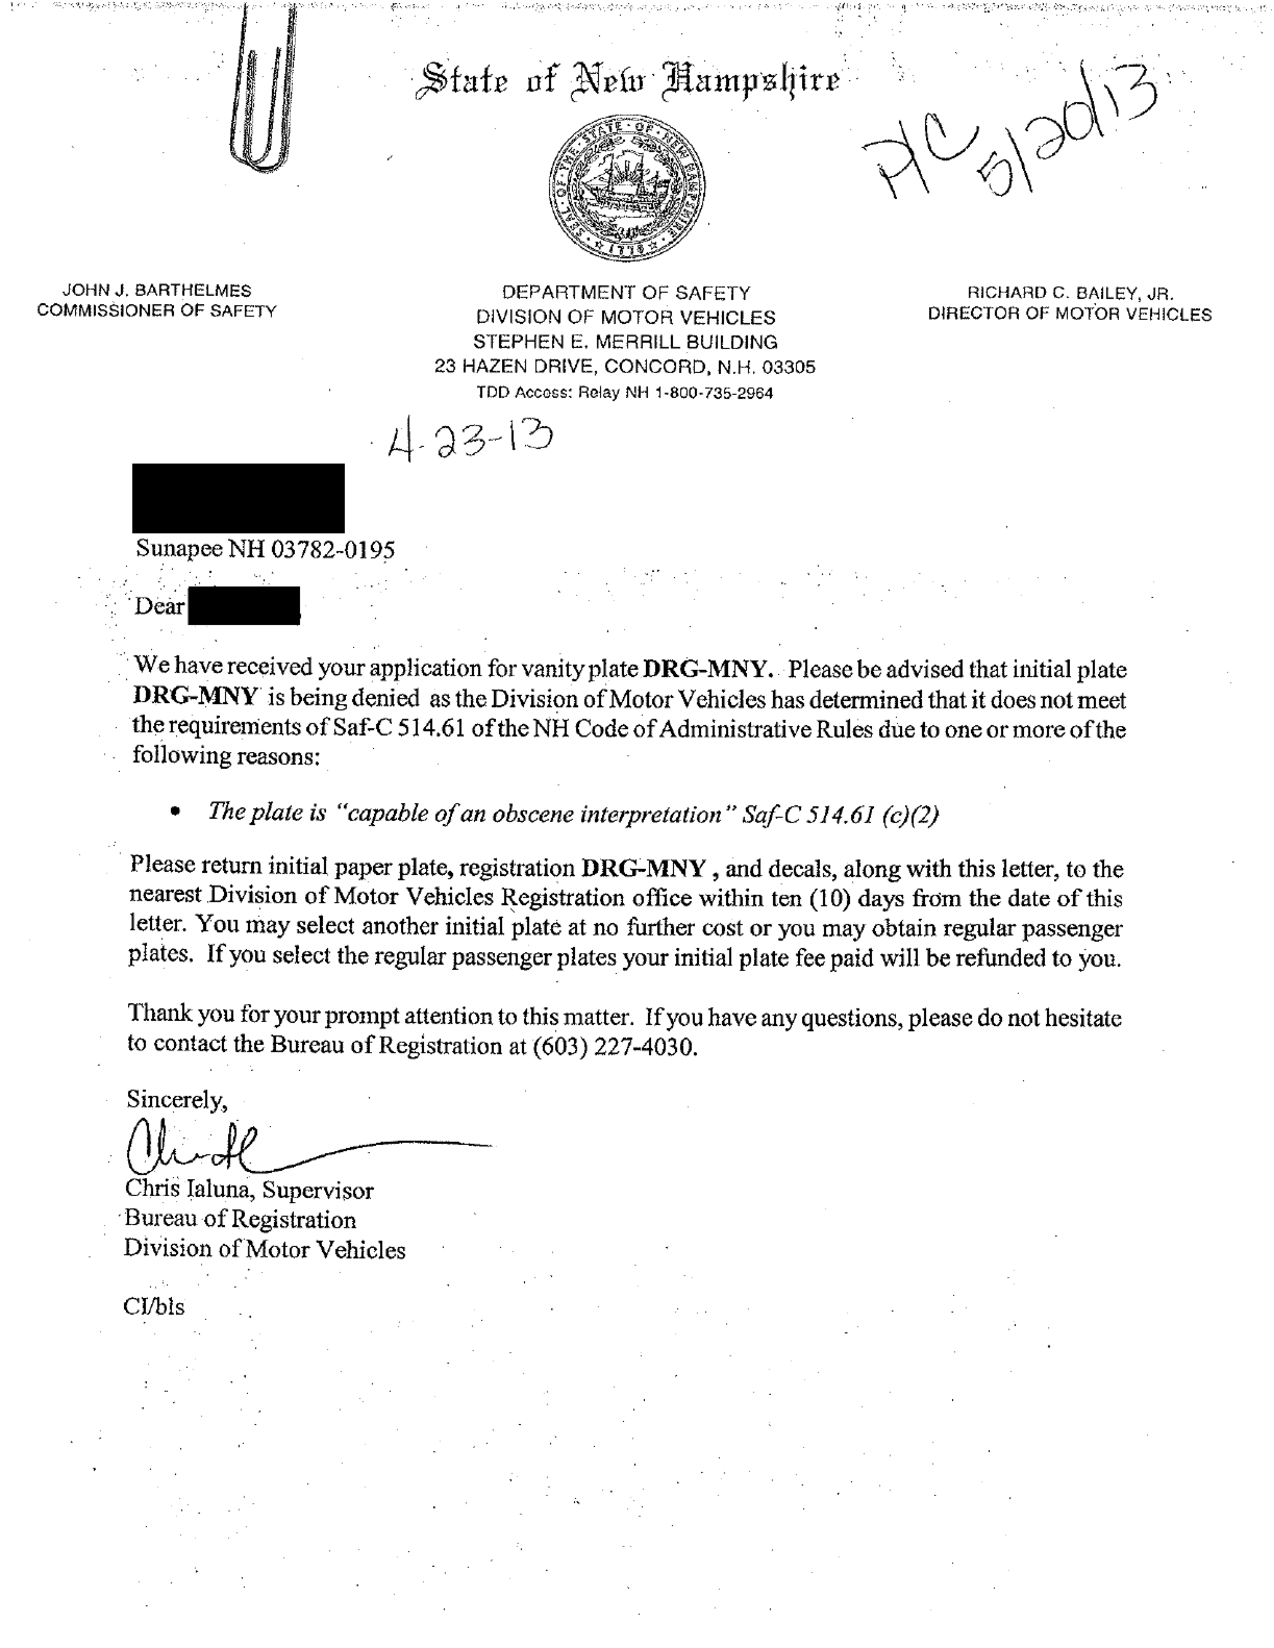 State of New Hampshire
P/C
5/20/13
SEAL · OF · THE · STATE · OF · NEW HAMPSHIRE
1776
JOHN J. BARTHELMES
COMMISSIONER OF SAFETY
DEPARTMENT OF SAFETY
DIVISION OF MOTOR VEHICLES
STEPHEN E. MERRILL BUILDING
23 HAZEN DRIVE, CONCORD, N.H. 03305
TDD Access: Relay NH 1-800-735-2964
RICHARD C. BAILEY, JR.
DIRECTOR OF MOTOR VEHICLES
4-23-13
Sunapee NH 03782-0195
Dear
We have received your application for vanity plate DRG-MNY. Please be advised that initial plate
DRG-MNY is being denied as the Division of Motor Vehicles has determined that it does not meet
the requirements of Saf-C 514.61 of the NH Code of Administrative Rules due to one or more of the
following reasons:
• The plate is “capable of an obscene interpretation” Saf-C 514.61 (c)(2)
Please return initial paper plate, registration DRG-MNY , and decals, along with this letter, to the
nearest Division of Motor Vehicles Registration office within ten (10) days from the date of this
letter. You may select another initial plate at no further cost or you may obtain regular passenger
plates. If you select the regular passenger plates your initial plate fee paid will be refunded to you.
Thank you for your prompt attention to this matter. If you have any questions, please do not hesitate
to contact the Bureau of Registration at (603) 227-4030.
Sincerely,
Chris Ialuna, Supervisor
Bureau of Registration
Division of Motor Vehicles
CI/bls